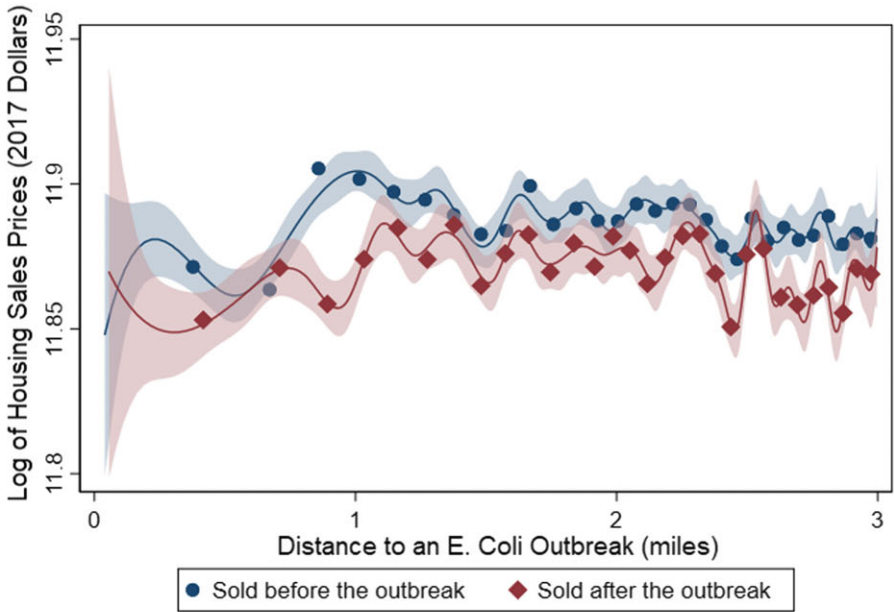 Log of Housing Sales Prices (2017 Dollars)
11.95
11.9
11.85
11.8
0 1 2 3
Distance to an E. Coli Outbreak (miles)
Sold before the outbreak Sold after the outbreak